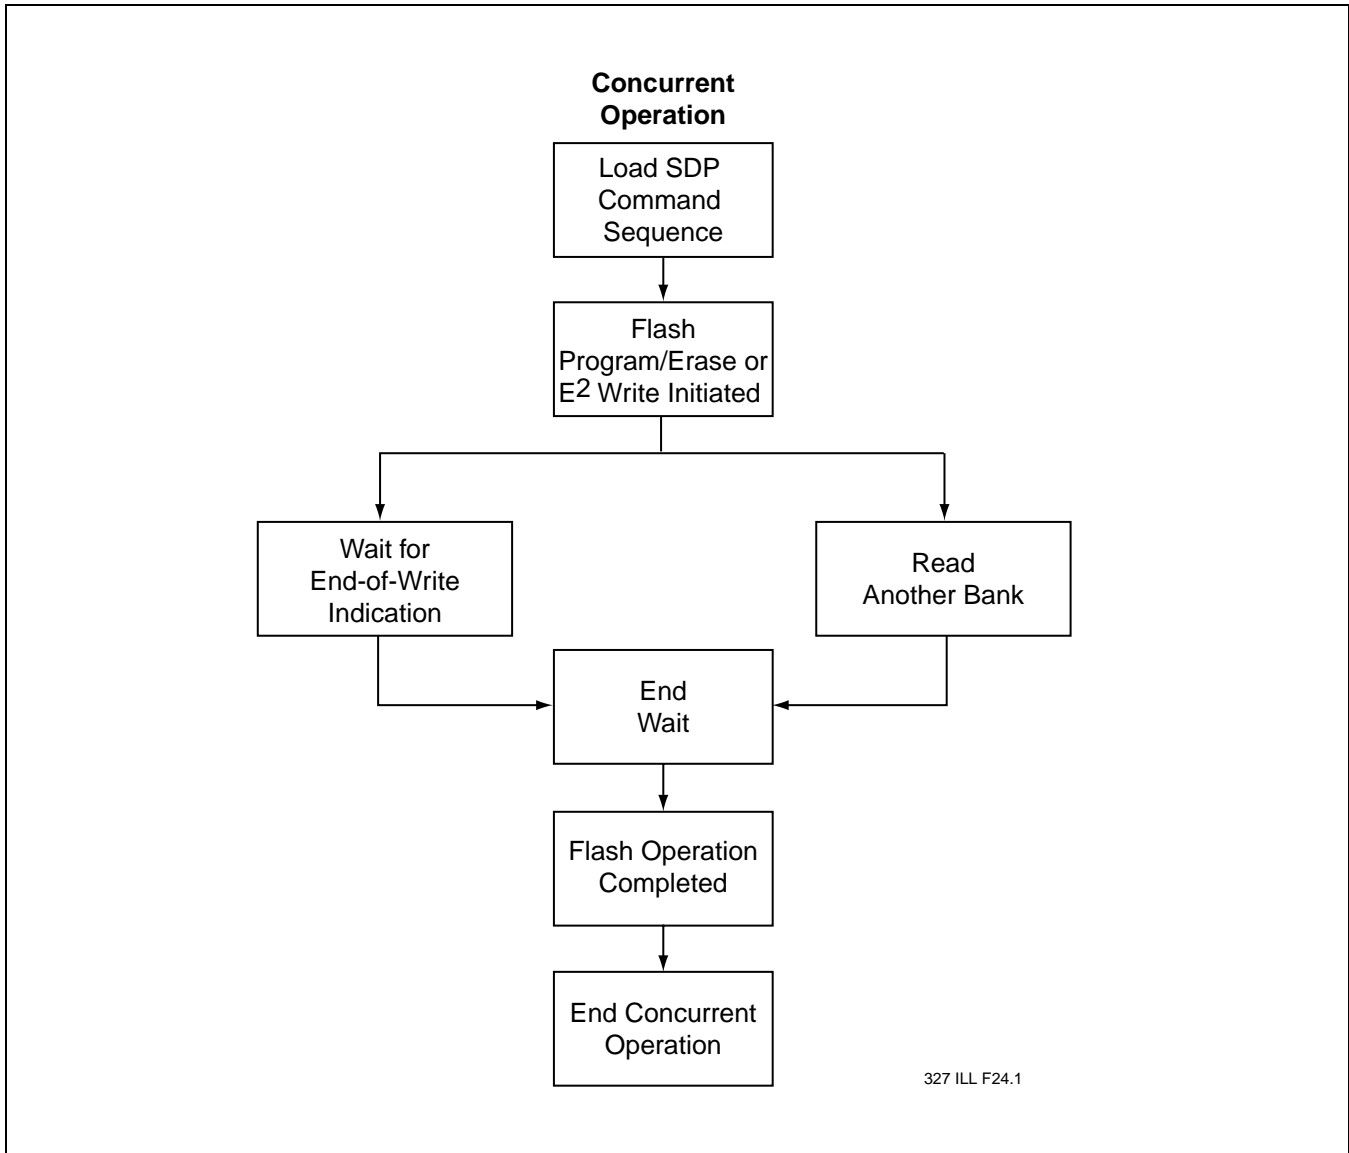 Concurrent
Operation
Load SDP
Command
Sequence
Flash
Program/Erase or
E2 Write Initiated
Wait for
End-of-Write
Indication
Read
Another Bank
End
Wait
Flash Operation
Completed
End Concurrent
Operation
327 ILL F24.1